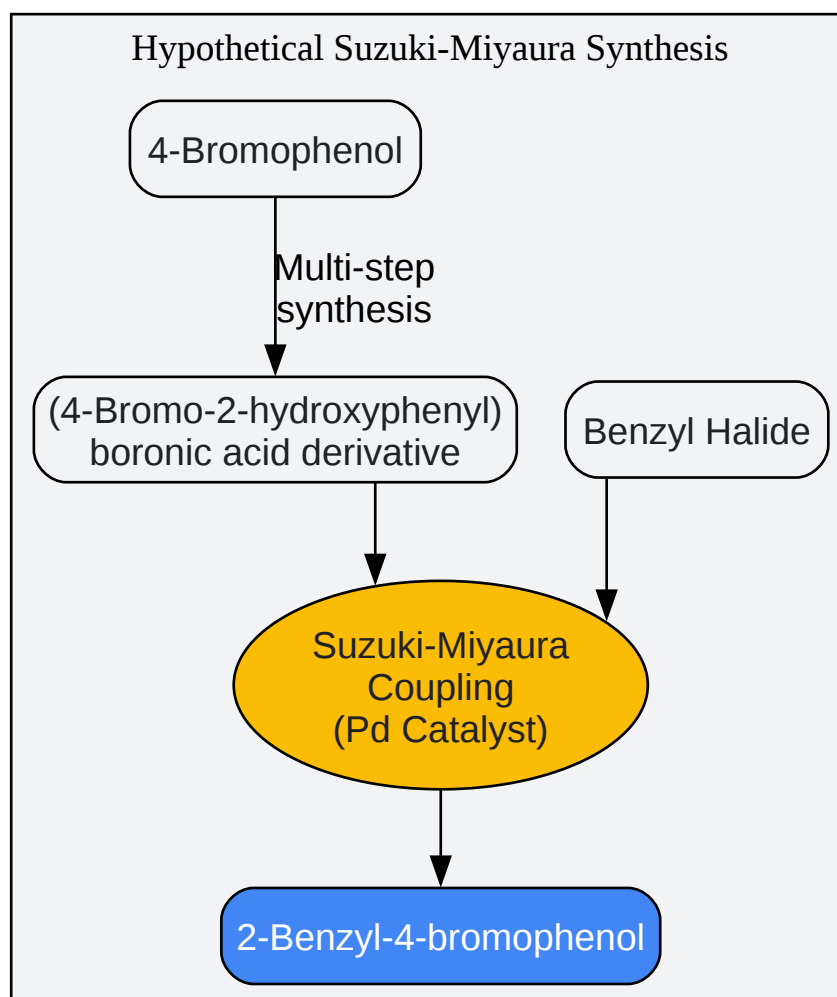 Hypothetical Suzuki-Miyaura Synthesis
4-Bromophenol
Multi-step
synthesis
(4-Bromo-2-hydroxyphenyl)
boronic acid derivative
Benzyl Halide
Suzuki-Miyaura
Coupling
(Pd Catalyst)
2-Benzyl-4-bromophenol